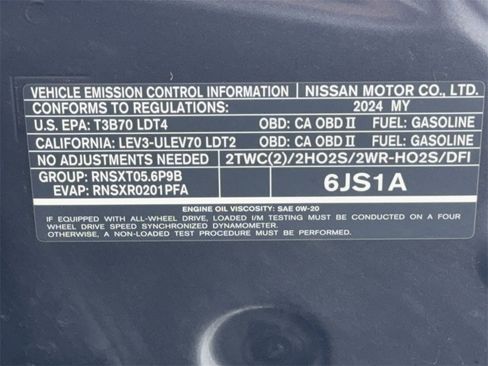 VEHICLE EMISSION CONTROL INFORMATION NISSAN MOTOR CO., LTD.
CONFORMS TO REGULATIONS: 2024 MY
U.S. EPA: T3B70 LDT4 OBD: CA OBD II FUEL: GASOLINE
CALIFORNIA: LEV3-ULEV70 LDT2 OBD: CA OBD II FUEL: GASOLINE
NO ADJUSTMENTS NEEDED 2TWC(2)/2HO2S/2WR-HO2S/DFI
GROUP: RNSXT05.6P9B 6JS1A
EVAP: RNSXR0201PFA
ENGINE OIL VISCOSITY: SAE 0W-20
IF EQUIPPED WITH ALL-WHEEL DRIVE, LOADED I/M TESTING MUST BE CONDUCTED ON A FOUR
WHEEL DRIVE SPEED SYNCHRONIZED DYNAMOMETER.
OTHERWISE, A NON-LOADED TEST PROCEDURE MUST BE PERFORMED.